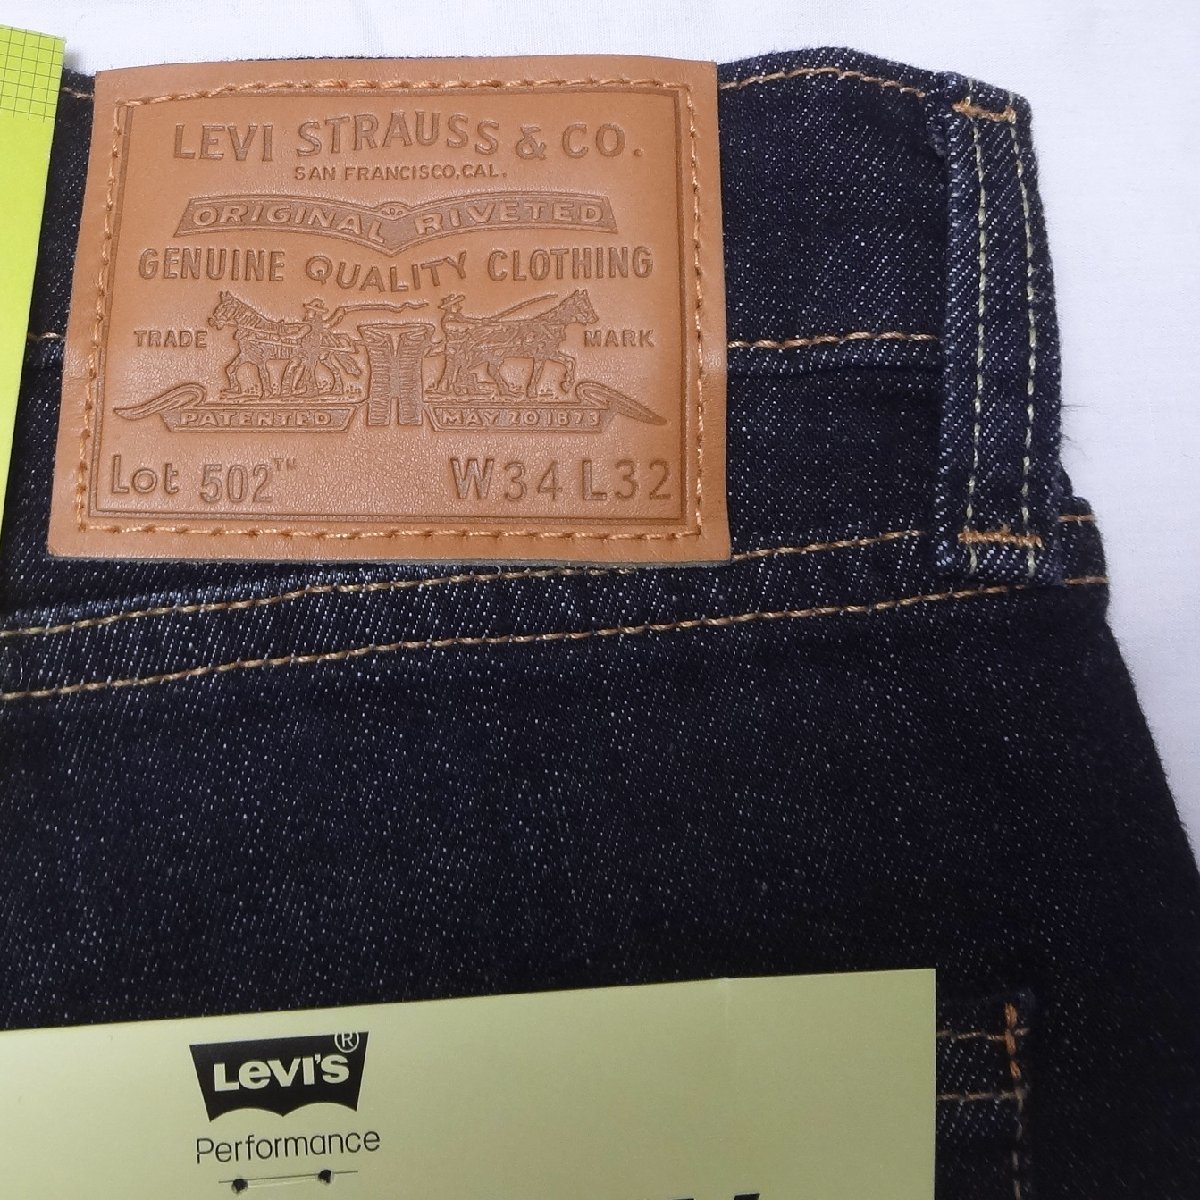 LEVI STRAUSS & CO.
SAN FRANCISCO, CAL.
ORIGINAL RIVETED
GENUINE QUALITY CLOTHING
TRADE MARK
PATENTED MAY 20 1873
Lot 502™ W34 L32
Levi's®
Performance